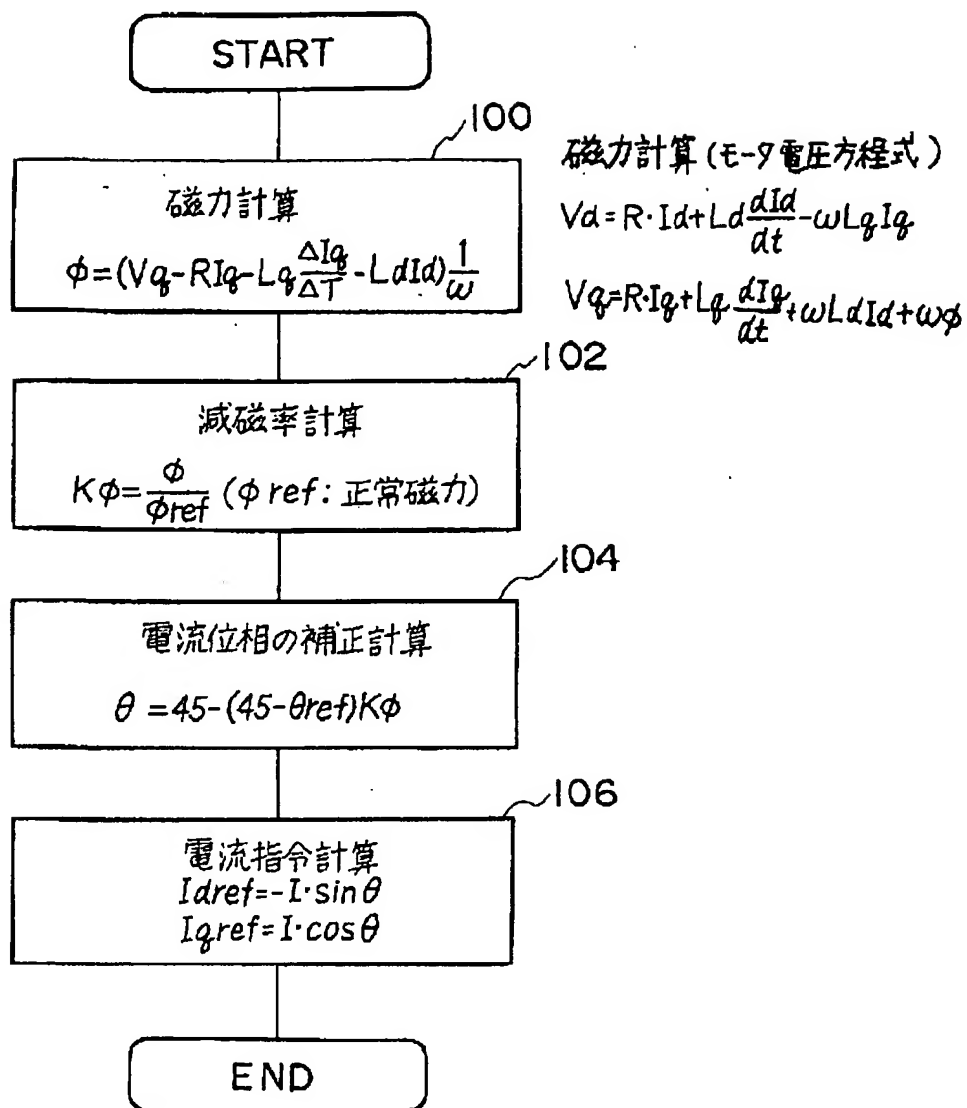 START
100
磁力計算
φ=(Vq-RIq-Lq ΔIq/ΔT -LdId) 1/ω
磁力計算(モータ電圧方程式)
Vd=R·Id+Ld dId/dt -ωLqIq
Vq=R·Iq+Lq dIq/dt +ωLdId+ωφ
102
減磁率計算
Kφ= φ/φref (φref: 正常磁力)
104
電流位相の補正計算
θ=45-(45-θref)Kφ
106
電流指令計算
Idref=-I·sinθ
Iqref=I·cosθ
END